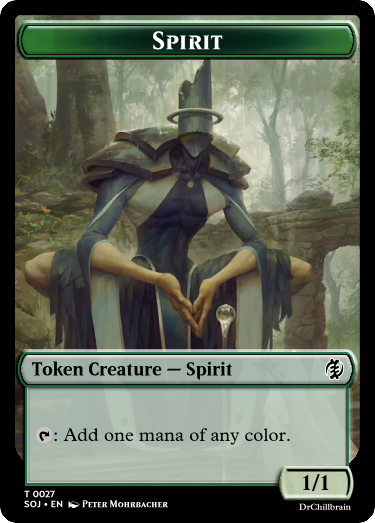 Spirit
Token Creature — Spirit
: Add one mana of any color.
1/1
T 0027
SOJ • EN Peter Mohrbacher
DrChillbrain